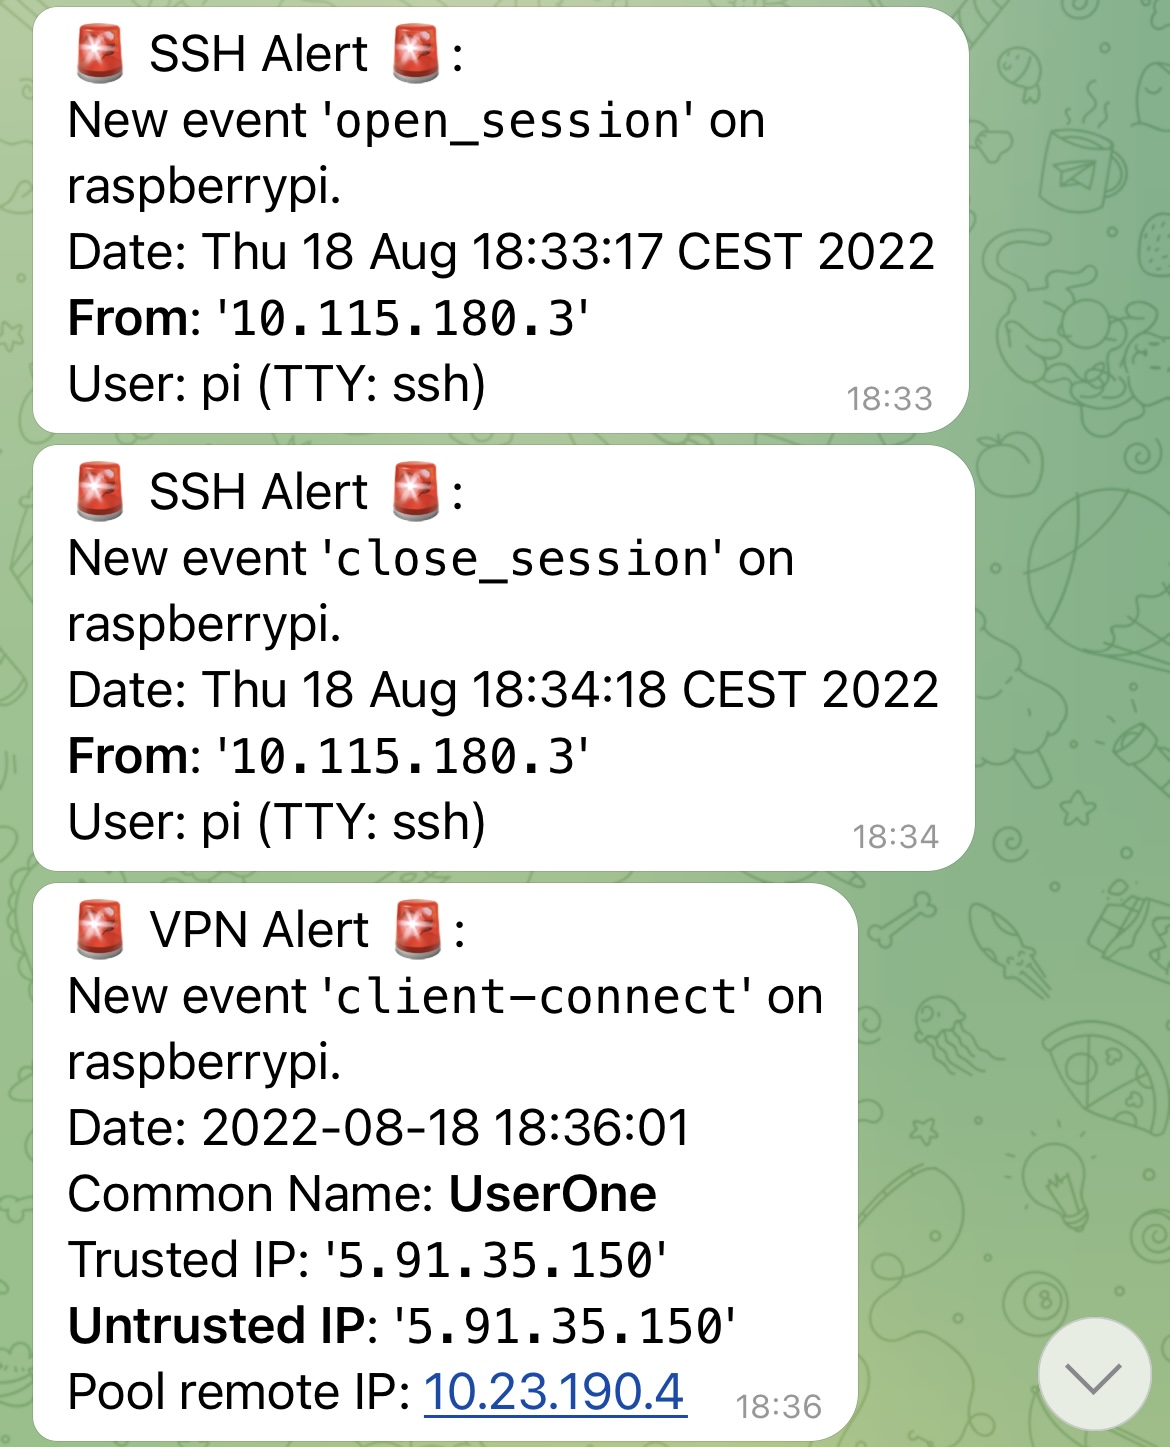 🚨 SSH Alert 🚨:
New event 'open_session' on
raspberrypi.
Date: Thu 18 Aug 18:33:17 CEST 2022
From: '10.115.180.3'
User: pi (TTY: ssh)
18:33
🚨 SSH Alert 🚨:
New event 'close_session' on
raspberrypi.
Date: Thu 18 Aug 18:34:18 CEST 2022
From: '10.115.180.3'
User: pi (TTY: ssh)
18:34
🚨 VPN Alert 🚨:
New event 'client-connect' on
raspberrypi.
Date: 2022-08-18 18:36:01
Common Name: UserOne
Trusted IP: '5.91.35.150'
Untrusted IP: '5.91.35.150'
Pool remote IP: 10.23.190.4
18:36